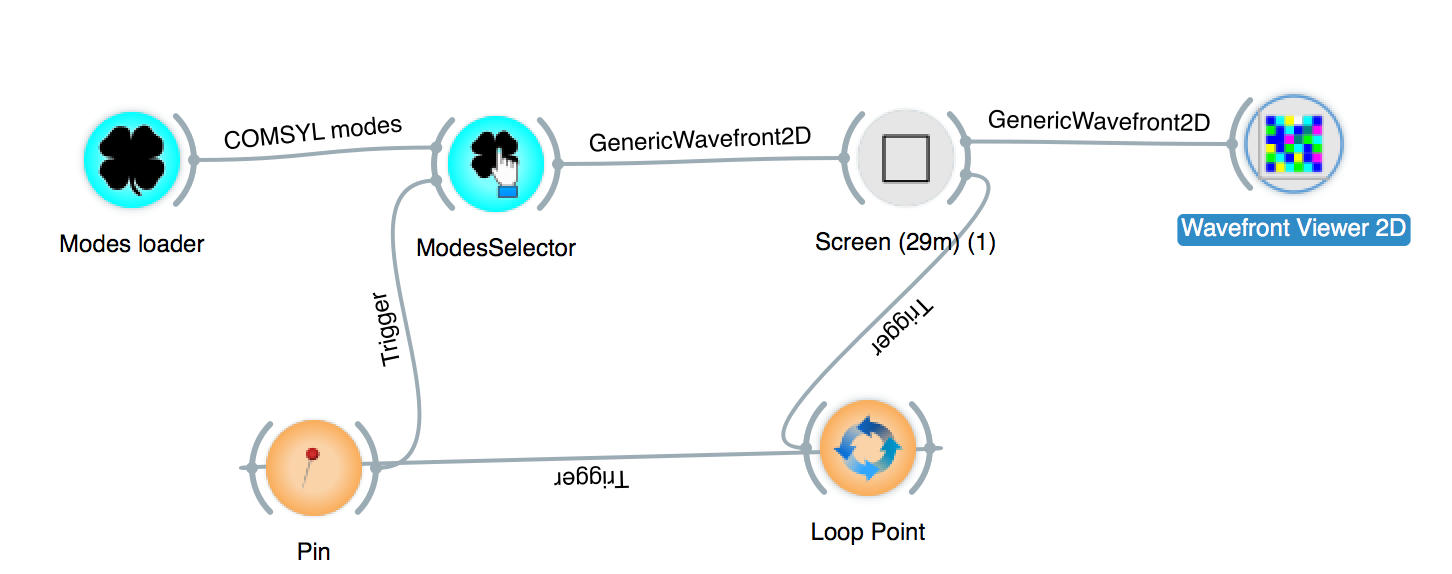 COMSYL modes
GenericWavefront2D
GenericWavefront2D
Modes loader
ModesSelector
Screen (29m) (1)
Wavefront Viewer 2D
Trigger
Trigger
Trigger
Pin
Loop Point